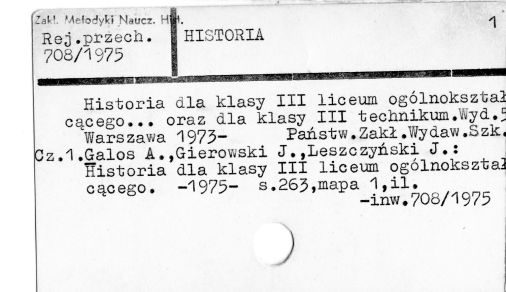 Zakł. Metodyki Naucz. Hist.
1
Rej.przech.
708/1975
HISTORIA
Historia dla klasy III liceum ogólnokształ
cącego... oraz dla klasy III technikum.Wyd.5
Warszawa 1973- Państw.Zakł.Wydaw.Szk.
Cz.1.Galos A.,Gierowski J.,Leszczyński J.:
Historia dla klasy III liceum ogólnokształ
cącego. -1975- s.263,mapa 1,il.
-inw.708/1975